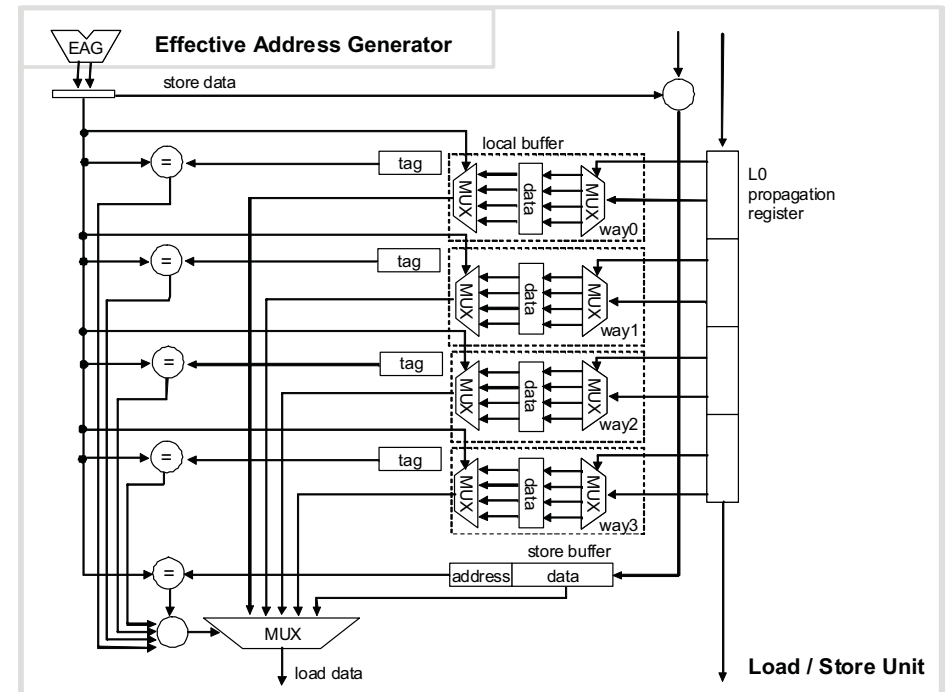 EAG
Effective Address Generator
store data
local buffer
=
tag
MUX
data
MUX
way0
L0
propagation
register
=
tag
MUX
data
MUX
way1
=
tag
MUX
data
MUX
way2
=
tag
MUX
data
MUX
way3
store buffer
=
address
data
MUX
load data
Load / Store Unit